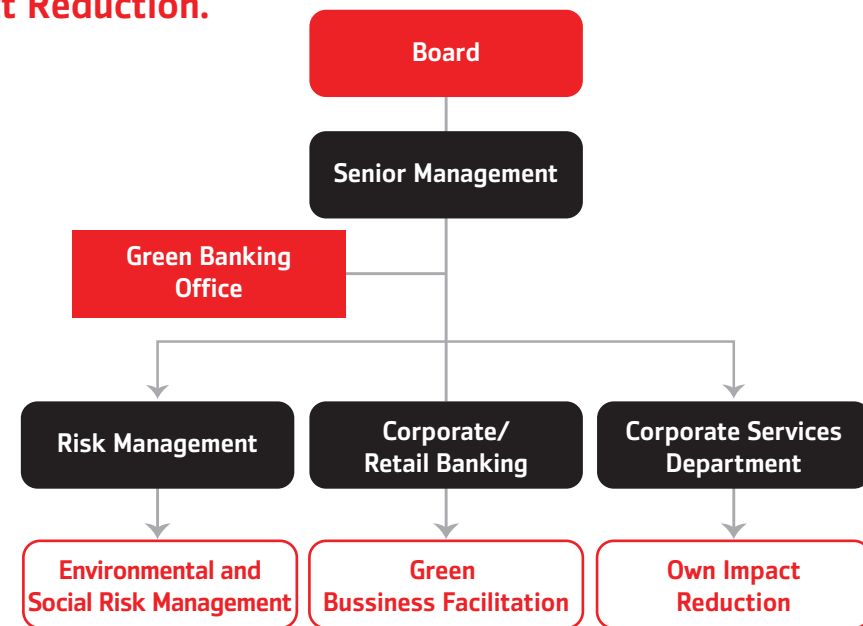 t Reduction.
Board
Senior Management
Green Banking
Office
Risk Management
Corporate/
Retail Banking
Corporate Services
Department
Environmental and
Social Risk Management
Green
Bussiness Facilitation
Own Impact
Reduction